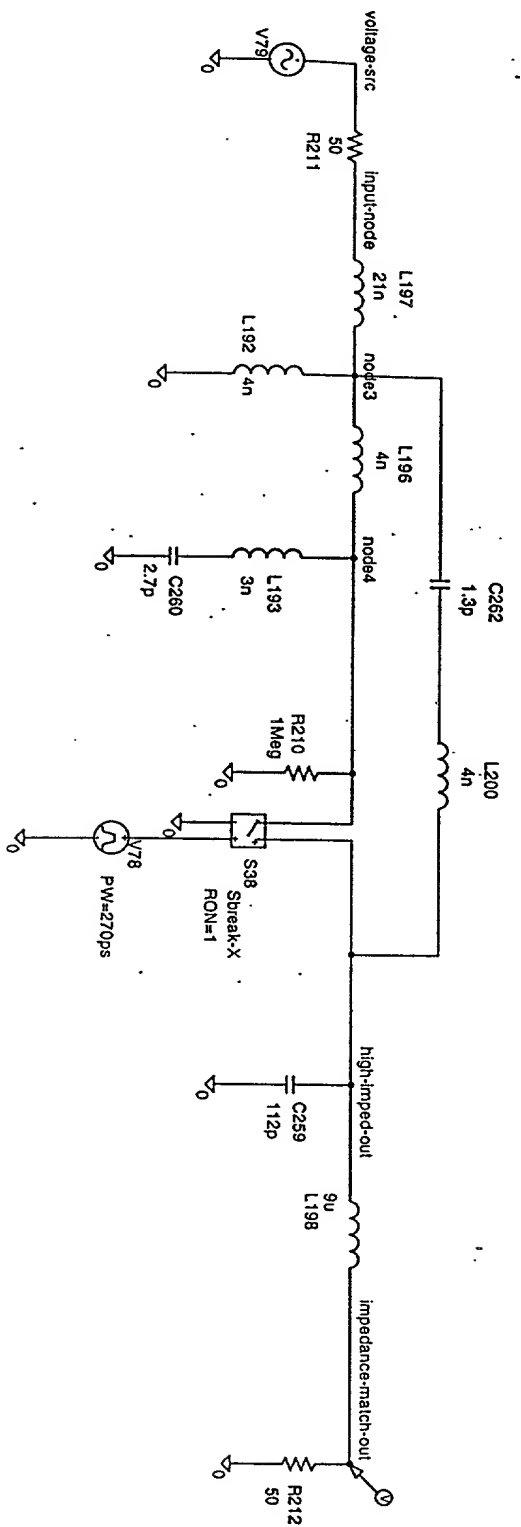 voltage-src
V79
0
50
R211
input-node
L197
21n
L192
4n
0
node3
L196
4n
node4
L193
3n
C260
2.7p
0
C262
1.3p
L200
4n
R210
1Meg
0
S38
Sbreak-X
RON=1
0
V78
PW=270ps
0
high-imped-out
C259
112p
0
9u
L198
impedance-match-out
V
R212
50
0